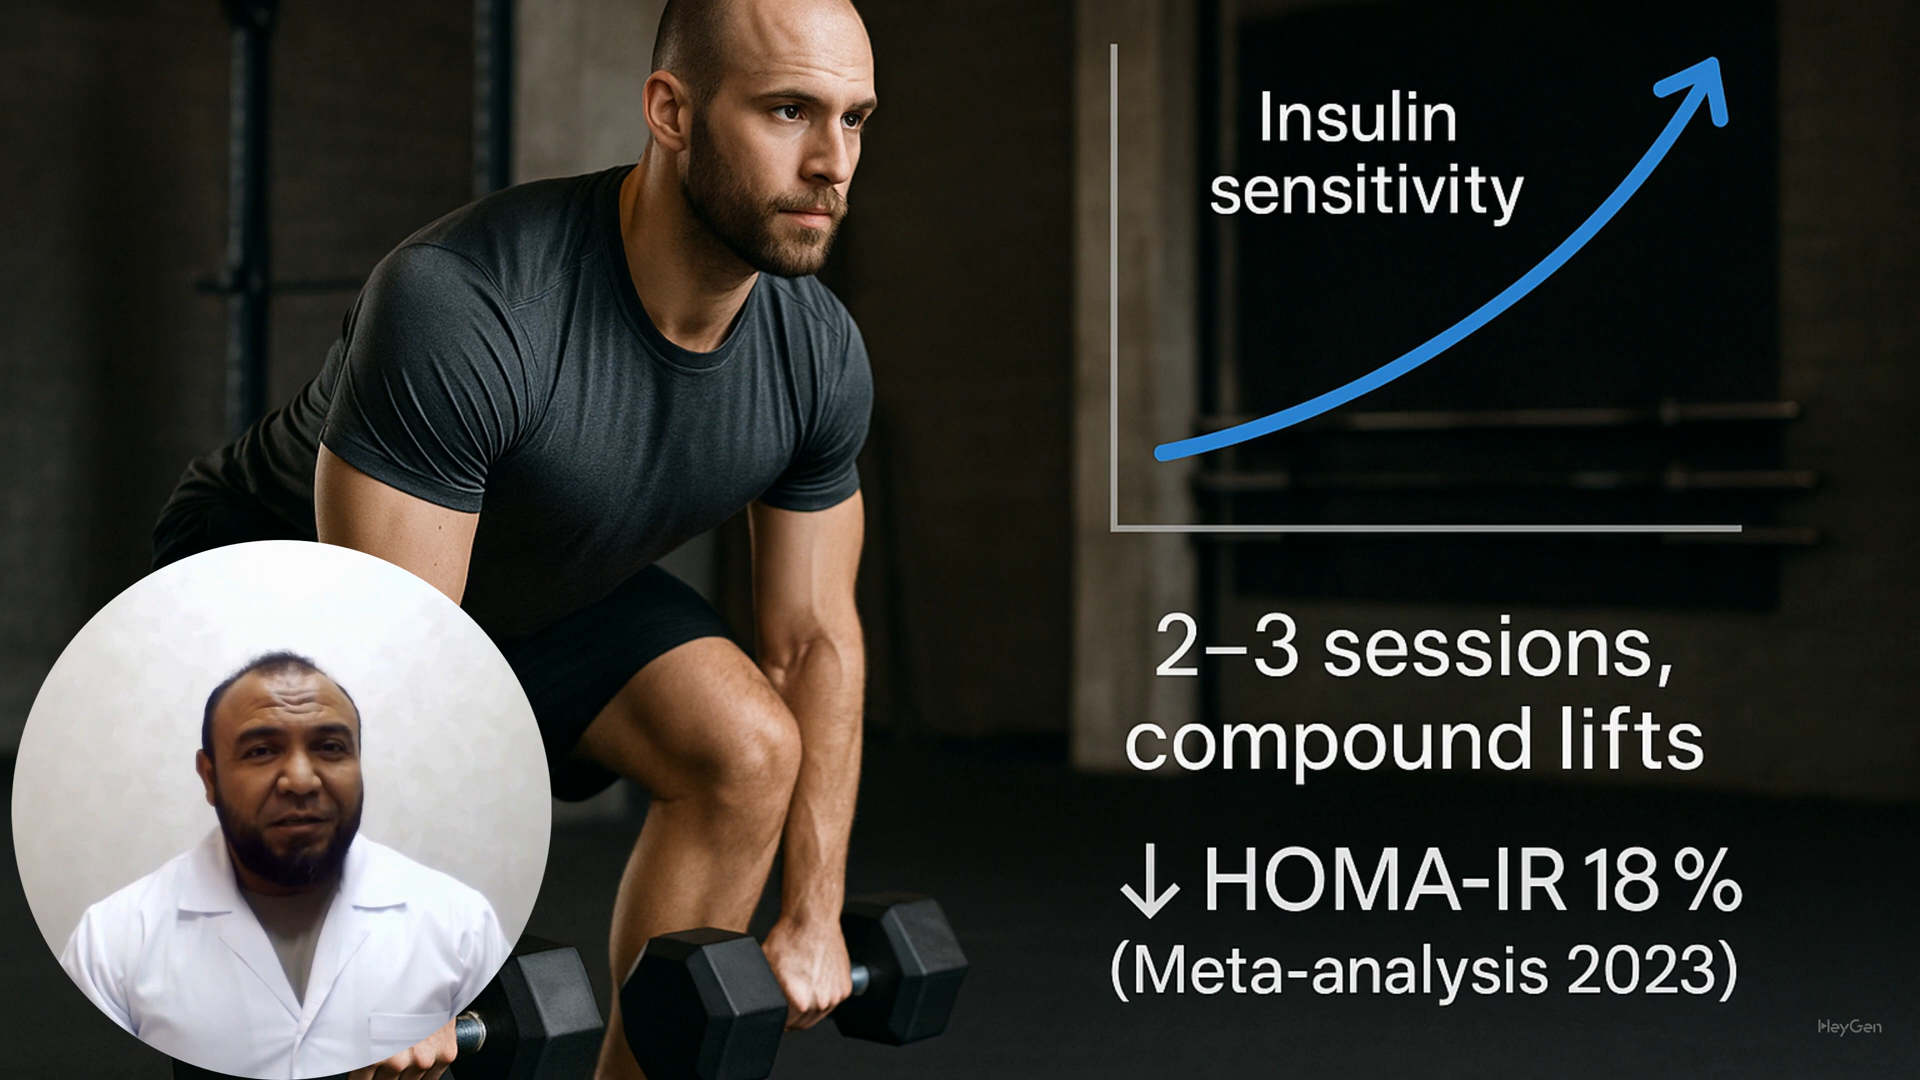 Insulin
sensitivity
2–3 sessions,
compound lifts
↓ HOMA-IR 18 %
(Meta-analysis 2023)
HeyGen